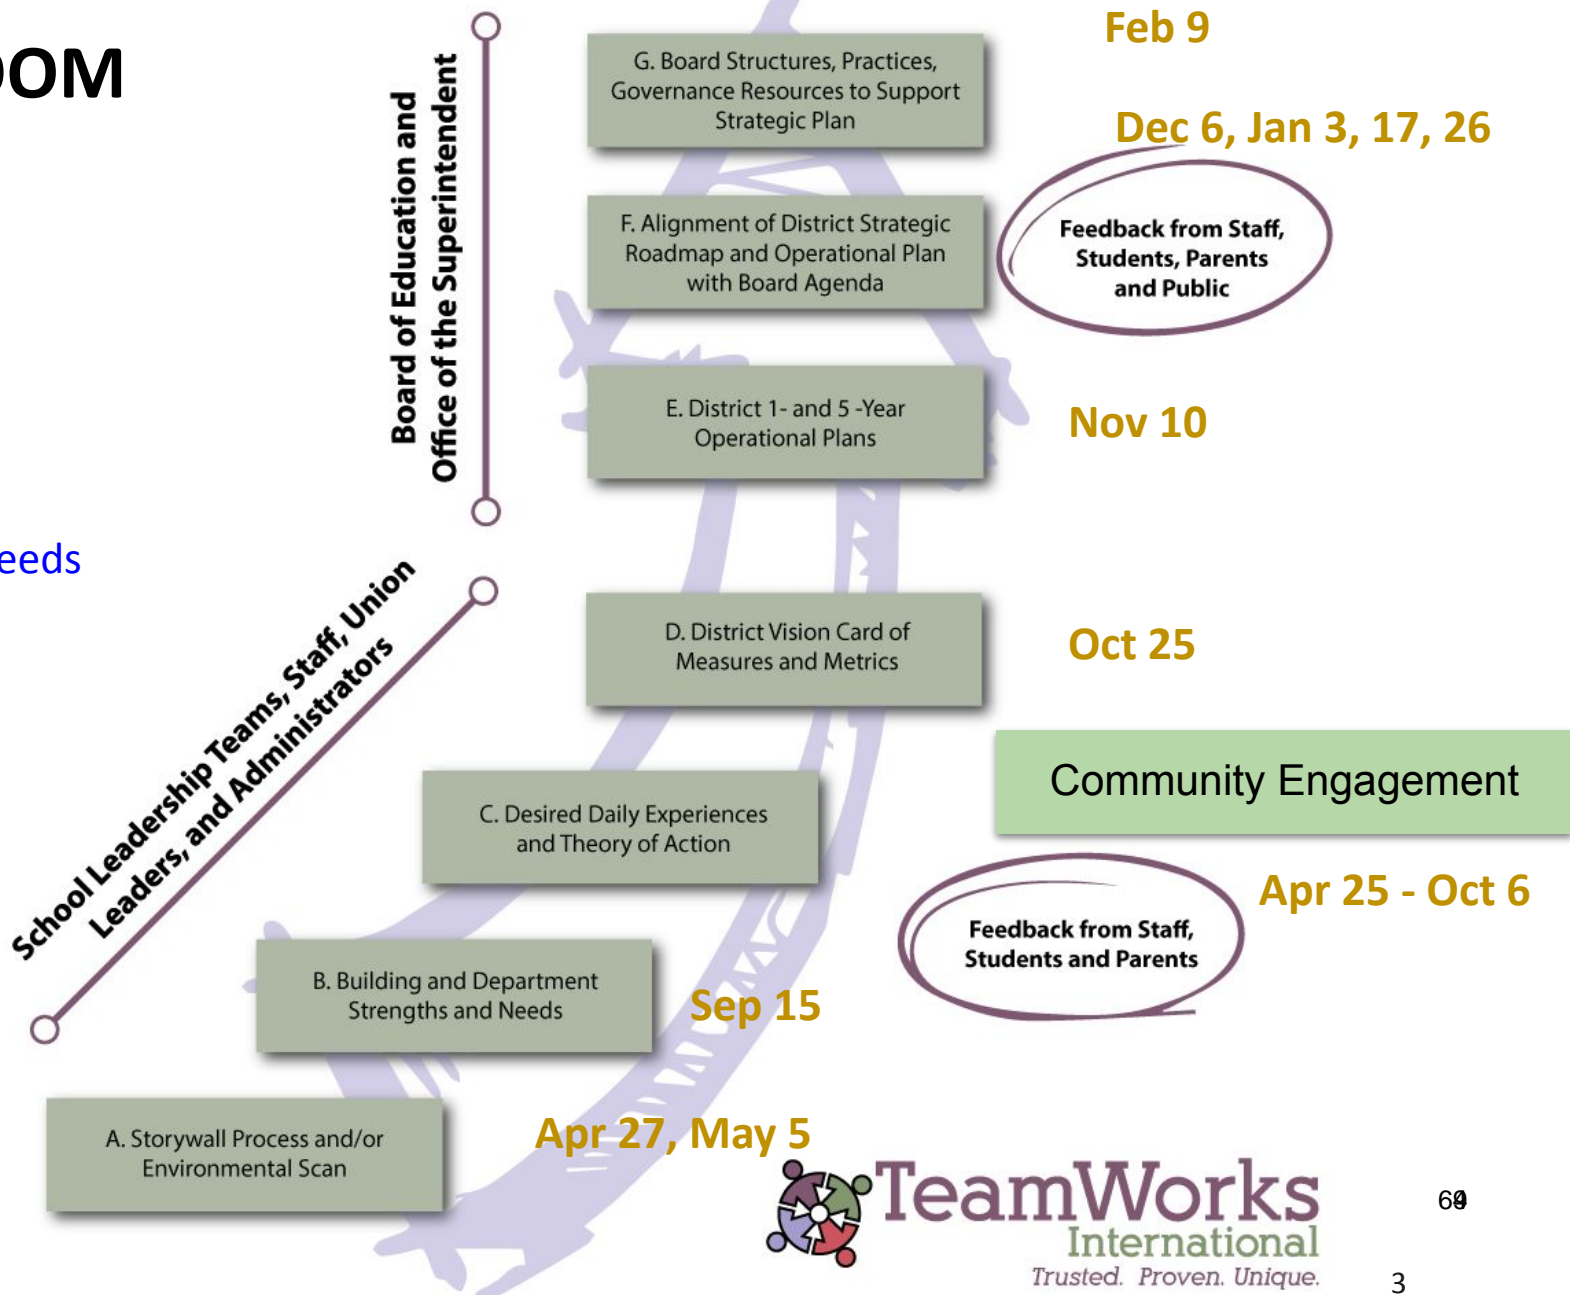 OOM
Feb 9
G. Board Structures, Practices,
Governance Resources to Support
Strategic Plan
Dec 6, Jan 3, 17, 26
Board of Education and
Office of the Superintendent
F. Alignment of District Strategic
Roadmap and Operational Plan
with Board Agenda
Feedback from Staff,
Students, Parents
and Public
E. District 1- and 5 -Year
Operational Plans
Nov 10
eeds
School Leadership Teams, Staff, Union
Leaders, and Administrators
D. District Vision Card of
Measures and Metrics
Oct 25
Community Engagement
C. Desired Daily Experiences
and Theory of Action
Apr 25 - Oct 6
Feedback from Staff,
Students and Parents
B. Building and Department
Strengths and Needs
Sep 15
A. Storywall Process and/or
Environmental Scan
Apr 27, May 5
TeamWorks
International
Trusted. Proven. Unique.
3